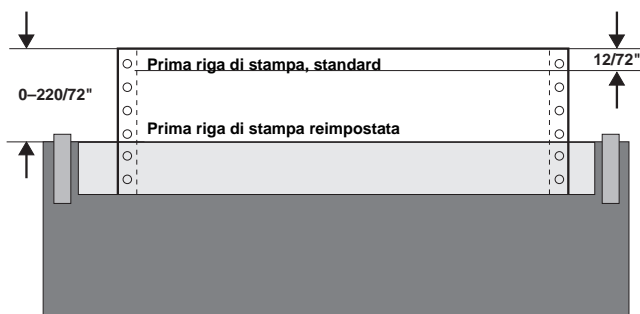 Prima riga di stampa, standard
12/72"
0–220/72"
Prima riga di stampa reimpostata